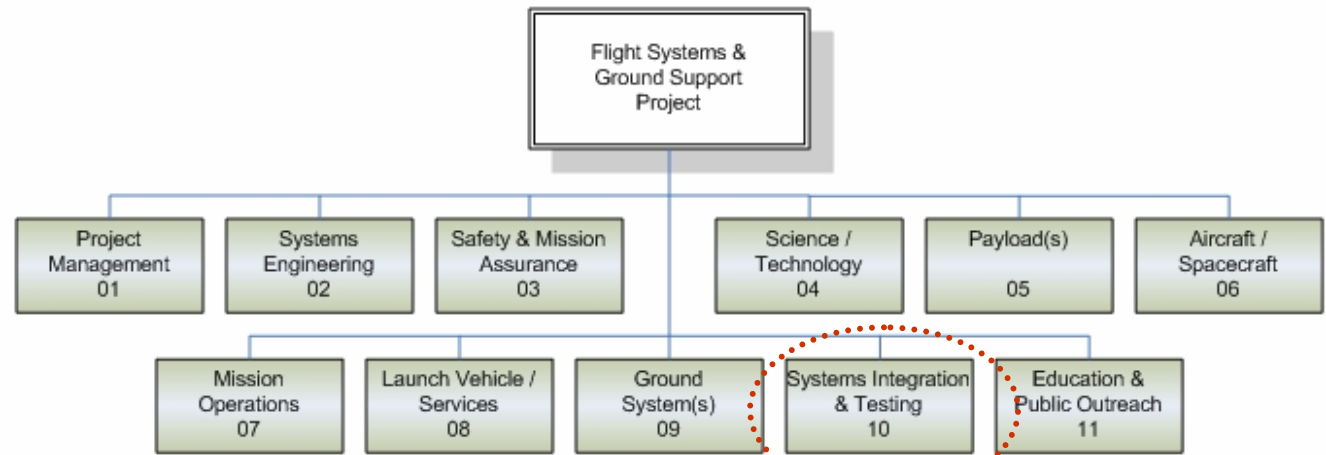 Flight Systems &
Ground Support
Project
Project
Management
01
Systems
Engineering
02
Safety & Mission
Assurance
03
Science /
Technology
04
Payload(s)
05
Aircraft /
Spacecraft
06
Mission
Operations
07
Launch Vehicle /
Services
08
Ground
System(s)
09
Systems Integration
& Testing
10
Education &
Public Outreach
11